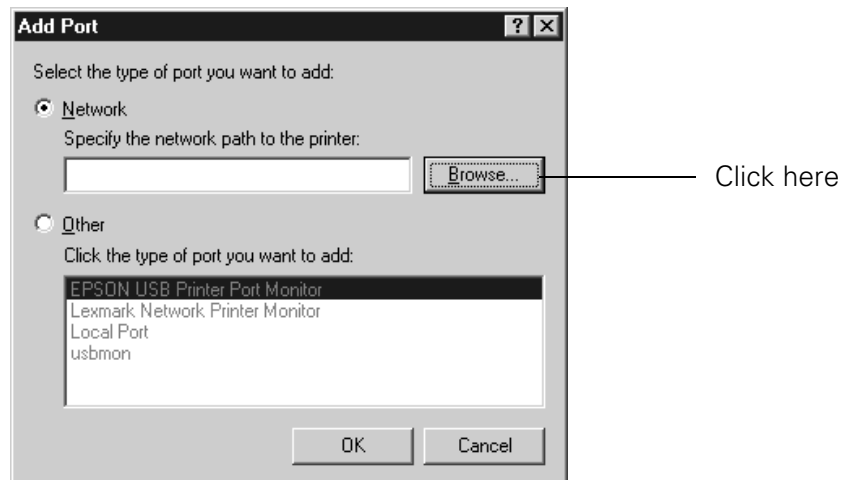 Add Port
Select the type of port you want to add:
Network
Specify the network path to the printer:
Browse...
Click here
Other
Click the type of port you want to add:
EPSON USB Printer Port Monitor
Lexmark Network Printer Monitor
Local Port
usbmon
OK
Cancel